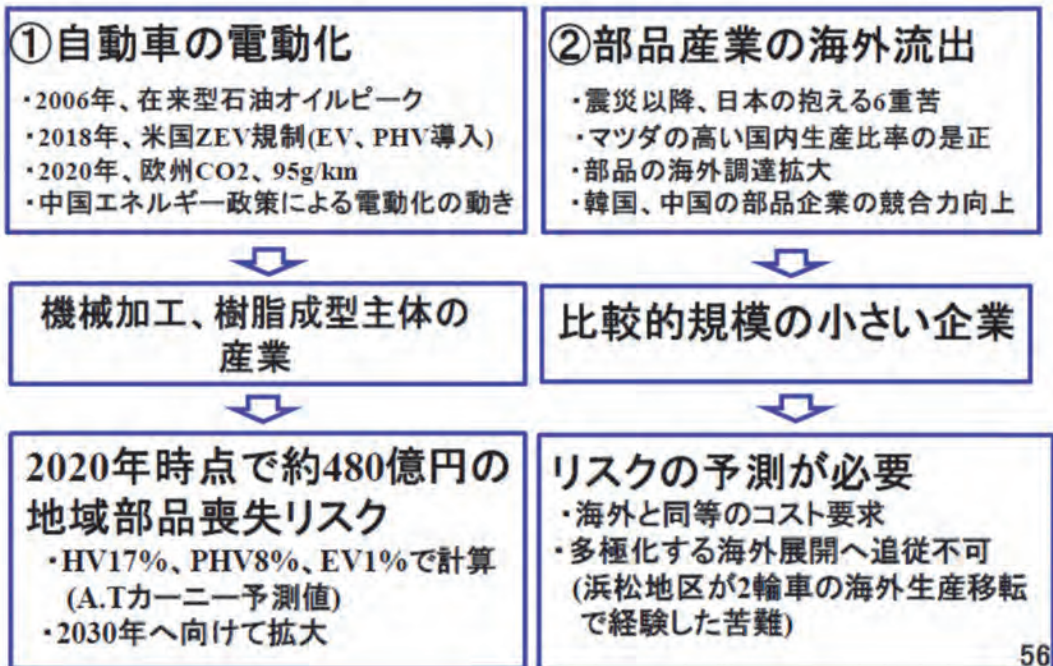 ①自動車の電動化
・2006年、在来型石油オイルピーク
・2018年、米国ZEV規制(EV、PHV導入)
・2020年、欧州CO2、95g/km
・中国エネルギー政策による電動化の動き
機械加工、樹脂成型主体の
産業
2020年時点で約480億円の
地域部品喪失リスク
・HV17%、PHV8%、EV1%で計算
(A.Tカーニー予測値)
・2030年へ向けて拡大
②部品産業の海外流出
・震災以降、日本の抱える6重苦
・マツダの高い国内生産比率の是正
・部品の海外調達拡大
・韓国、中国の部品企業の競合力向上
比較的規模の小さい企業
リスクの予測が必要
・海外と同等のコスト要求
・多極化する海外展開へ追従不可
(浜松地区が2輪車の海外生産移転
で経験した苦難)
56